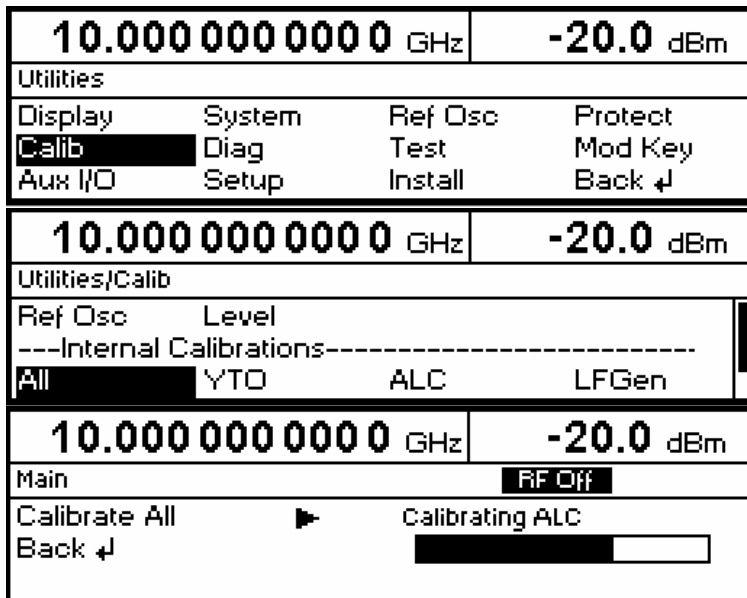 10.000 000 000 0 GHz -20.0 dBm
Utilities
Display System Ref Osc Protect
Calib Diag Test Mod Key
Aux I/O Setup Install Back ↲
10.000 000 000 0 GHz -20.0 dBm
Utilities/Calib
Ref Osc Level
---Internal Calibrations--------------------------
All YTO ALC LFGen
10.000 000 000 0 GHz -20.0 dBm
Main RF Off
Calibrate All Calibrating ALC
Back ↲